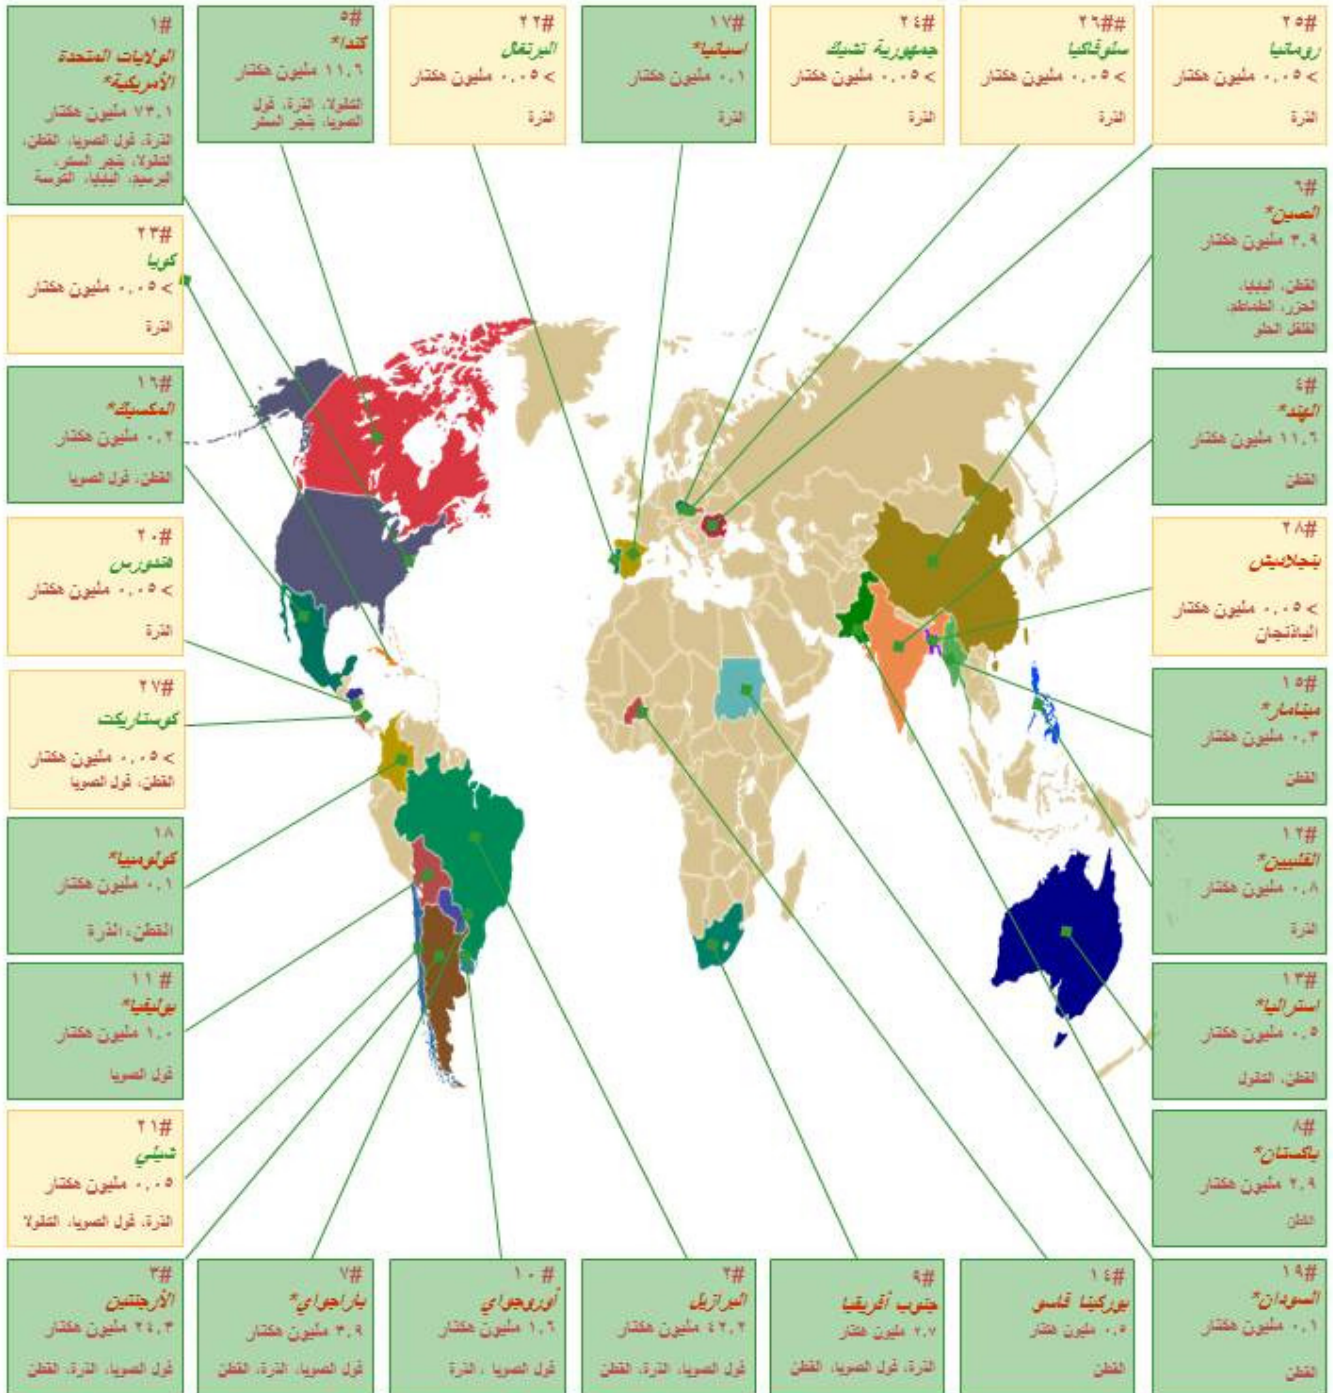 #١
الولايات المتحدة
الأمريكية*
٧٣.١ مليون هكتار
الذرة، فول الصويا، القطن،
التفولا، بنجر السكر،
البرسيم، البابايا، الكوسة
#٥
كندا*
١١.٦ مليون هكتار
التفولا، الذرة، فول
الصويا، بنجر السكر
#٢٢
البرتغال
> ٠.٠٥ مليون هكتار
الذرة
#١٧
اسبانيا*
٠.١ مليون هكتار
الذرة
#٢٤
جمهورية تشيك
> ٠.٠٥ مليون هكتار
الذرة
##٢٦
سلوفاكيا
> ٠.٠٥ مليون هكتار
الذرة
#٢٥
رومانيا
> ٠.٠٥ مليون هكتار
الذرة
#٦
الصين*
٣.٩ مليون هكتار
القطن، البابايا،
الحزر، الطماطم،
الفلفل الحلو
#٢٣
كوبا
> ٠.٠٥ مليون هكتار
الذرة
#١٦
المكسيك*
٠.٢ مليون هكتار
القطن، فول الصويا
#٤
الهند*
١١.٦ مليون هكتار
القطن
#٢٠
هندورس
> ٠.٠٥ مليون هكتار
الذرة
#٢٨
بنجلاديش
> ٠.٠٥ مليون هكتار
الباذنجان
#٢٧
كوستاريكت
> ٠.٠٥ مليون هكتار
القطن، فول الصويا
#١٥
ميتامار*
٠.٣ مليون هكتار
القطن
١٨
كولومبيا*
٠.١ مليون هكتار
القطن، الذرة
#١٢
الفلبيين*
٠.٨ مليون هكتار
الذرة
# ١١
بوليفيا*
١.٠ مليون هكتار
فول الصويا
#١٣
استراليا*
٠.٥ مليون هكتار
القطن، التفول
#٢١
شيلي
٠.٠٥ مليون هكتار
الذرة، فول الصويا، التفولا
#٨
باكستان*
٢.٩ مليون هكتار
القطن
#٣
الأرجنتين
٢٤.٣ مليون هكتار
فول الصويا، الذرة، القطن
#٧
باراجواي*
٣.٩ مليون هكتار
فول الصويا، الذرة، القطن
# ١٠
أوروجواي
١.٦ مليون هكتار
فول الصويا ، الذرة
#٢
البرازيل
٤٢.٢ مليون هكتار
فول الصويا، الذرة، القطن
#٩
جنوب أفريقيا
٢.٧ مليون هكتار
الذرة، فول الصويا، القطن
#١٤
بوركينا فاسو
٠.٥ مليون هكتار
القطن
#١٩
السودان*
٠.١ مليون هكتار
القطن